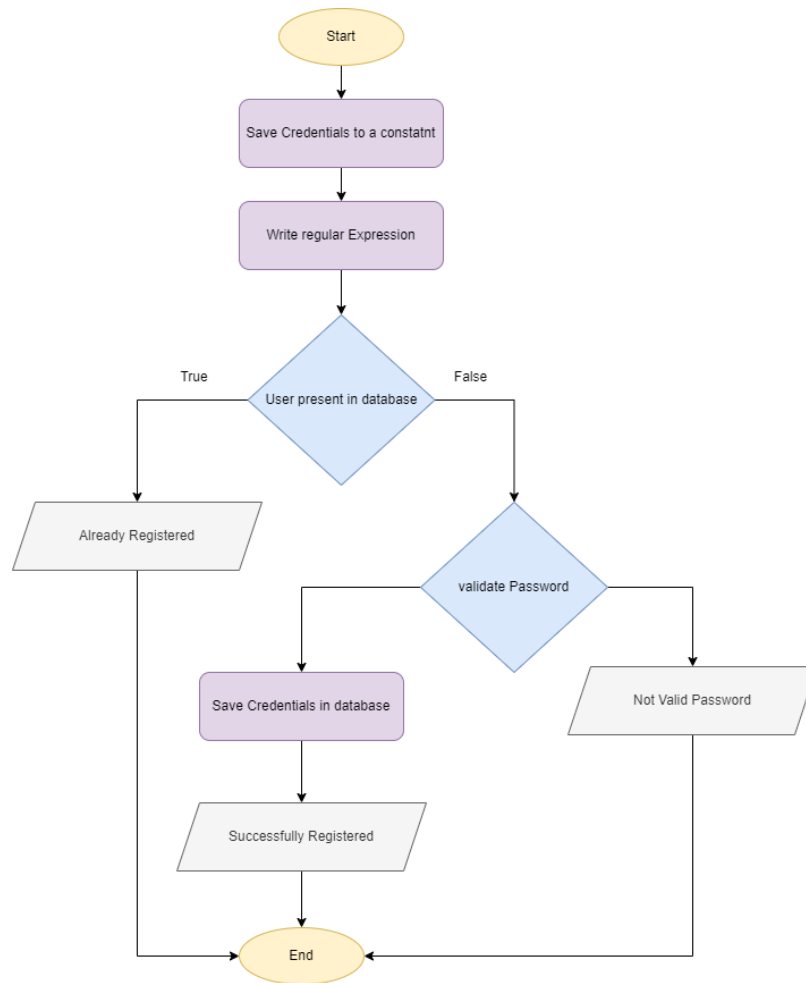 Start
Save Credentials to a constatnt
Write regular Expression
True
False
User present in database
Already Registered
validate Password
Save Credentials in database
Not Valid Password
Successfully Registered
End